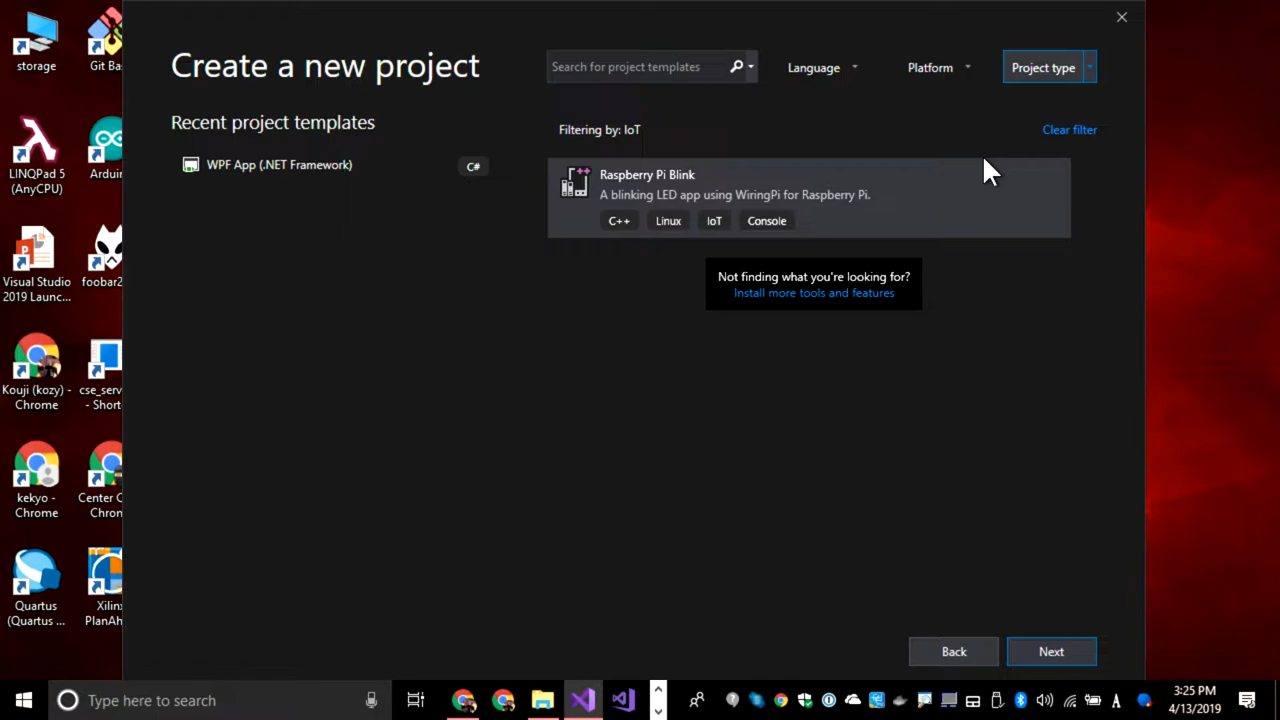 storage
Git Ba
LINQPad 5
(AnyCPU)
Arduin
Visual Studio
2019 Launc...
foobar2
Kouji (kozy) -
Chrome
cse_serv
- Short
kekyo -
Chrome
Center C
Chron
Quartus
(Quartus ...
Xilin
PlanAh
Create a new project
Search for project templates
Language
Platform
Project type
Recent project templates
WPF App (.NET Framework)
C#
Filtering by: IoT
Clear filter
Raspberry Pi Blink
A blinking LED app using WiringPi for Raspberry Pi.
C++
Linux
IoT
Console
Not finding what you're looking for?
Install more tools and features
Back
Next
Type here to search
A
3:25 PM
4/13/2019